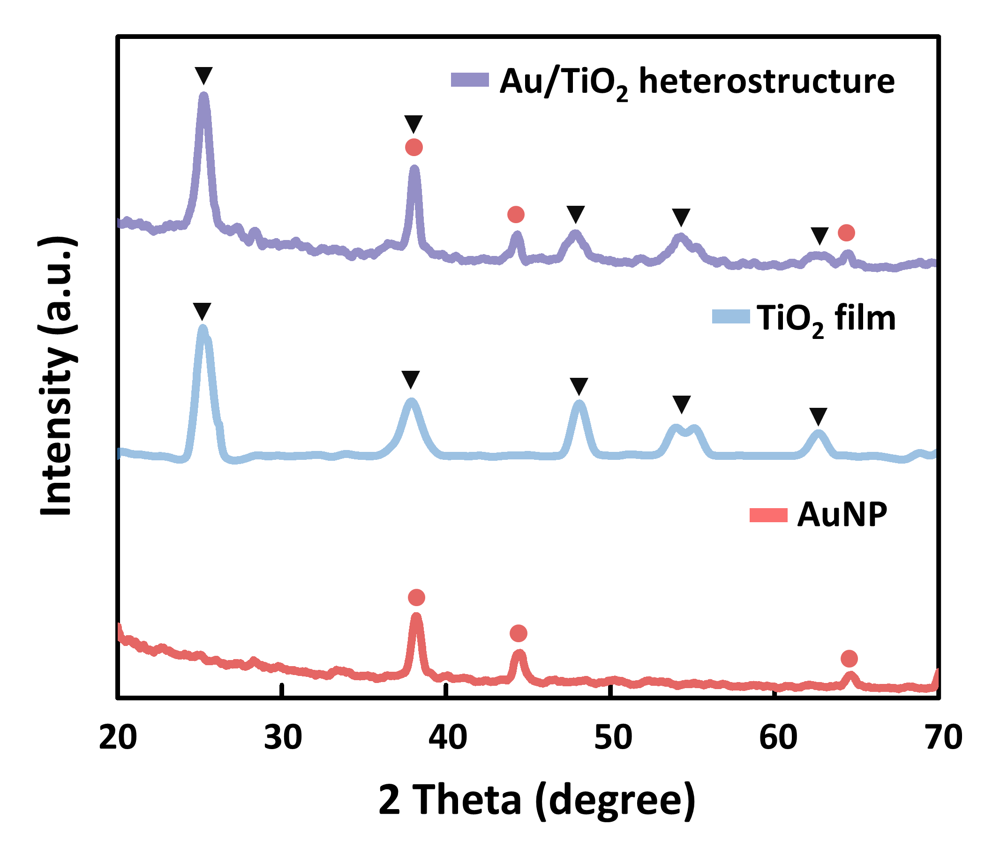 Au/TiO₂ heterostructure
TiO₂ film
AuNP
Intensity (a.u.)
20 30 40 50 60 70
2 Theta (degree)